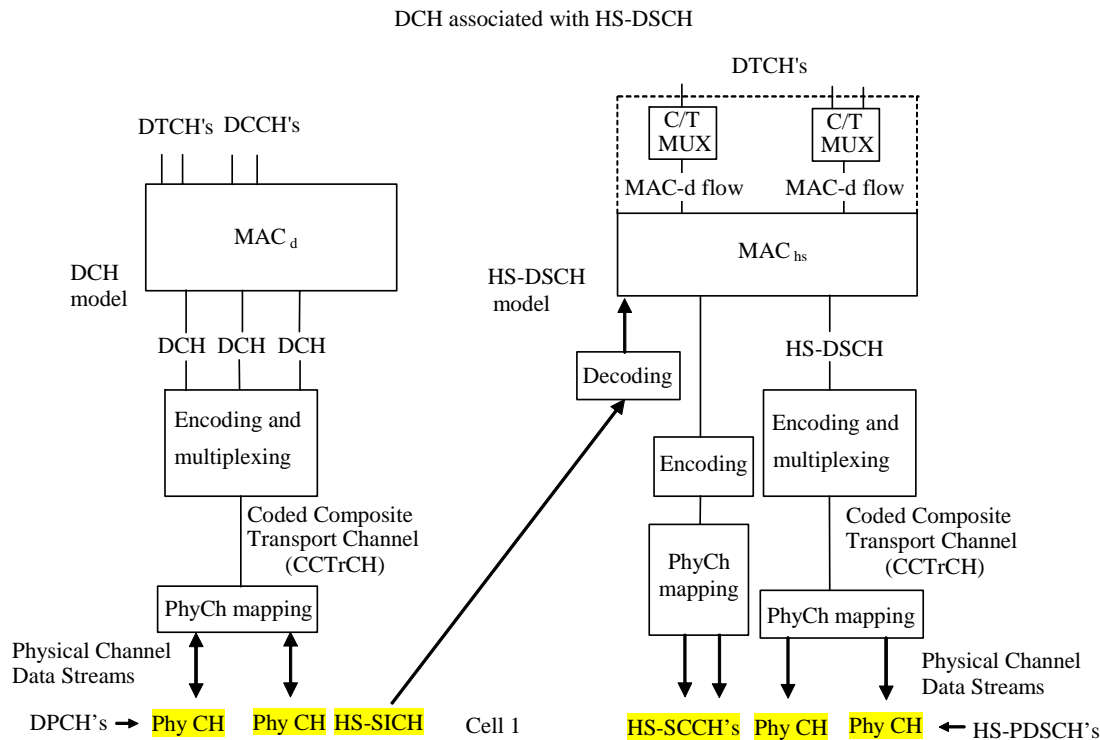 DCH associated with HS-DSCH
DTCH's
C/T
MUX
C/T
MUX
MAC-d flow
MAC-d flow
DTCH's
DCCH's
MAC d
MAC hs
DCH
model
HS-DSCH
model
DCH
DCH
DCH
HS-DSCH
Decoding
Encoding and
multiplexing
Encoding
Encoding and
multiplexing
Coded Composite
Transport Channel
(CCTrCH)
Coded Composite
Transport Channel
(CCTrCH)
PhyCh
mapping
PhyCh mapping
PhyCh mapping
Physical Channel
Data Streams
Physical Channel
Data Streams
DPCH's
Phy CH
Phy CH
HS-SICH
Cell 1
HS-SCCH's
Phy CH
Phy CH
HS-PDSCH's